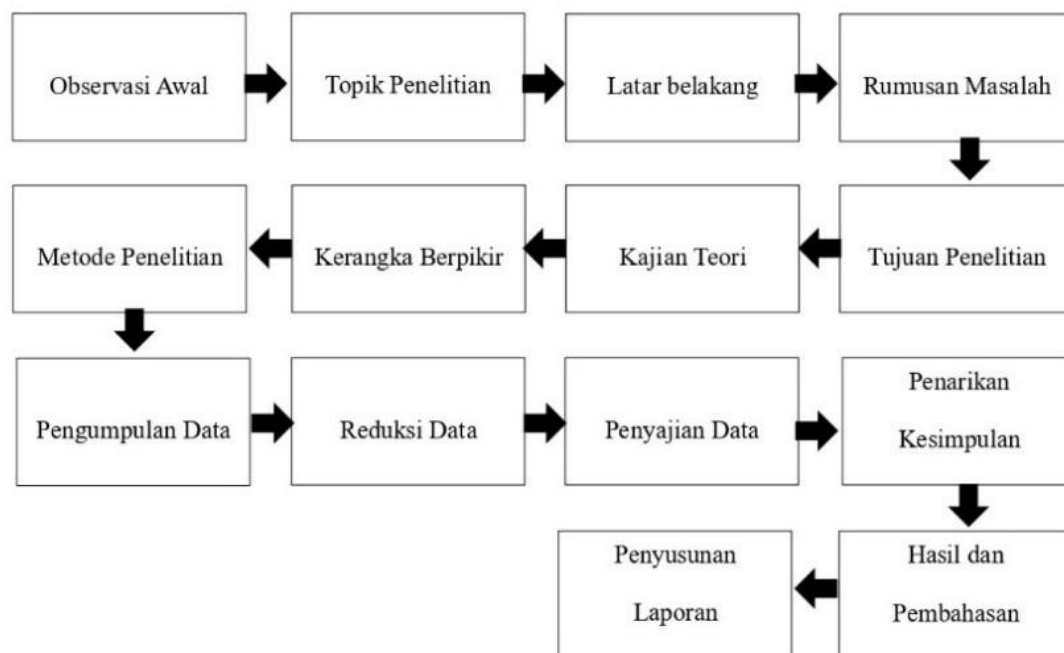 Observasi Awal
Topik Penelitian
Latar belakang
Rumusan Masalah
Tujuan Penelitian
Kajian Teori
Kerangka Berpikir
Metode Penelitian
Pengumpulan Data
Reduksi Data
Penyajian Data
Penarikan
Kesimpulan
Hasil dan
Pembahasan
Penyusunan
Laporan